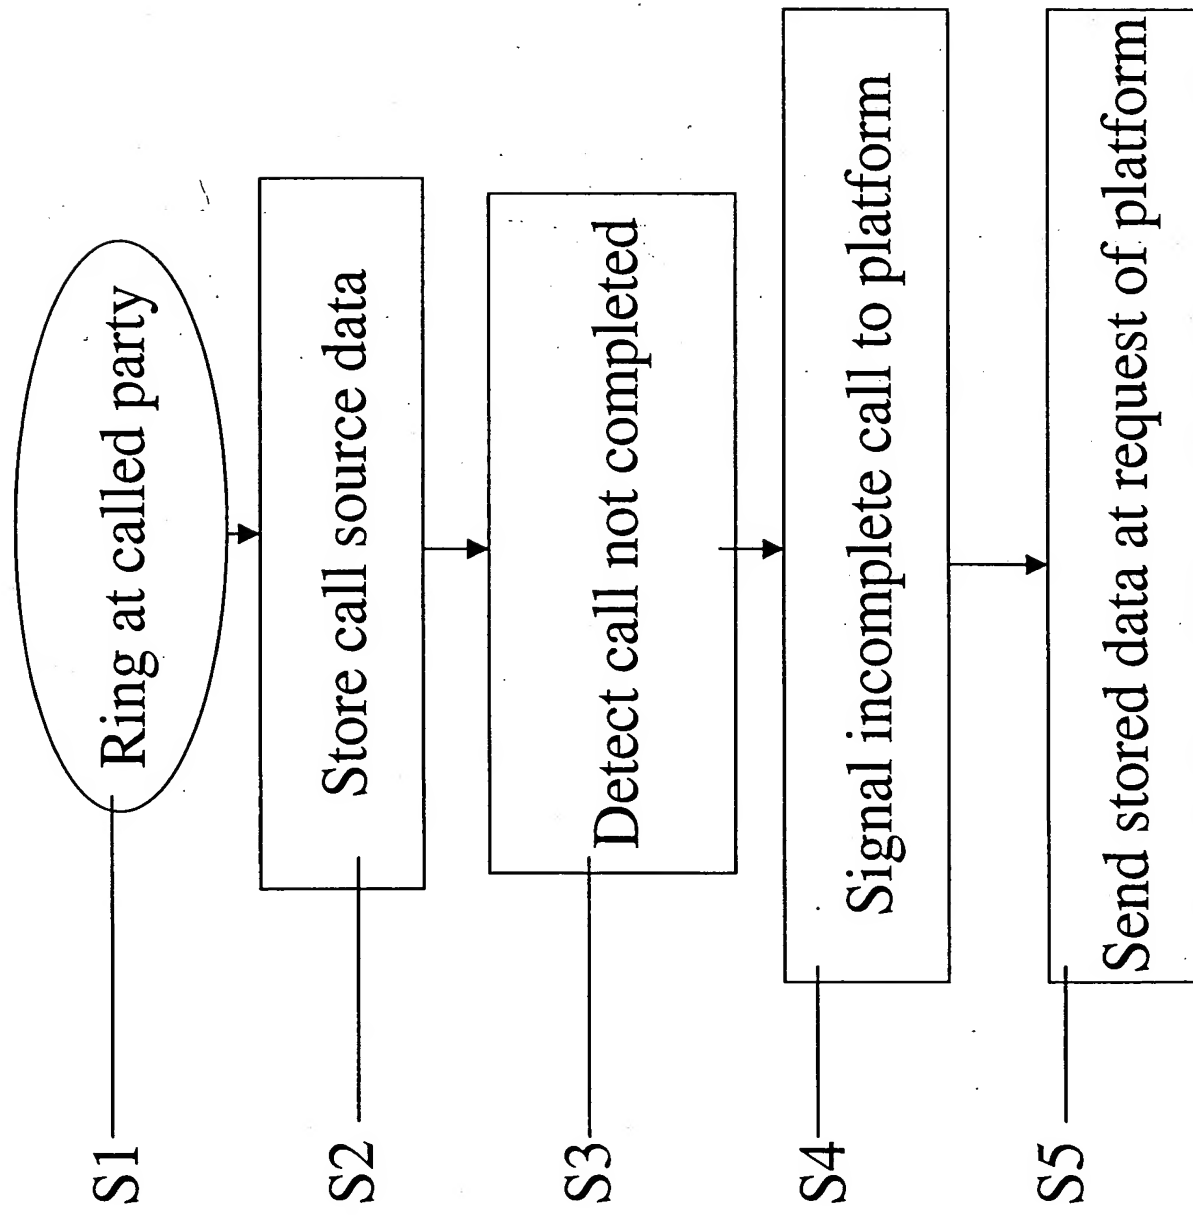 S1
Ring at called party
S2
Store call source data
S3
Detect call not completed
S4
Signal incomplete call to platform
S5
Send stored data at request of platform